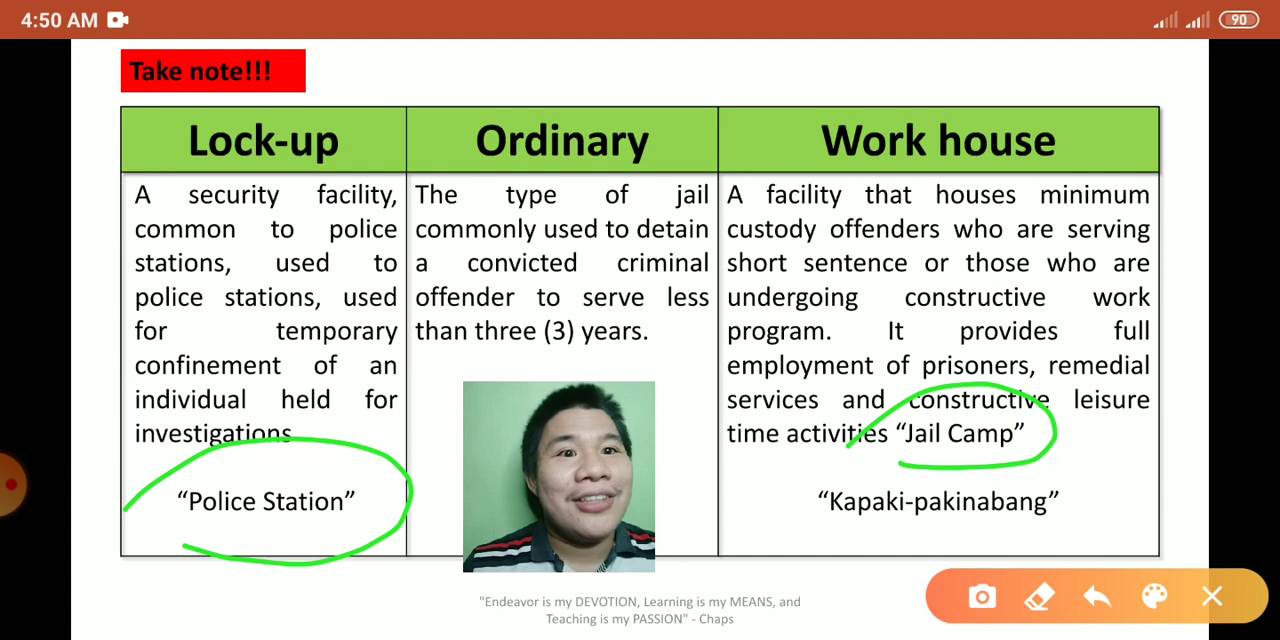 4:50 AM
90
Take note!!!
Lock-up
Ordinary
Work house
A security facility,
common to police
stations, used to
police stations, used
for temporary
confinement of an
individual held for
investigations
“Police Station”
The type of jail
commonly used to detain
a convicted criminal
offender to serve less
than three (3) years.
A facility that houses minimum
custody offenders who are serving
short sentence or those who are
undergoing constructive work
program. It provides full
employment of prisoners, remedial
services and constructive leisure
time activities “Jail Camp”
“Kapaki-pakinabang”
"Endeavor is my DEVOTION, Learning is my MEANS, and
Teaching is my PASSION" - Chaps